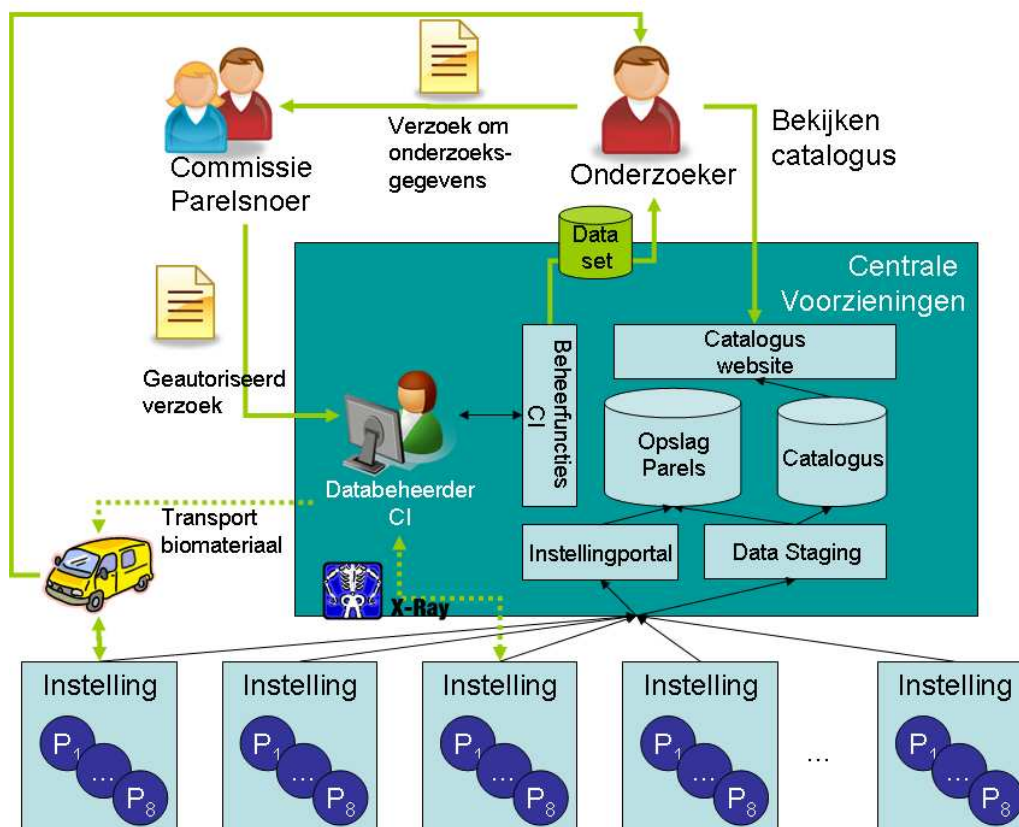 Commissie
Parelsnoer
Verzoek om
onderzoeks-
gegevens
Onderzoeker
Bekijken
catalogus
Data
set
Centrale
Voorzieningen
Geautoriseerd
verzoek
Beheerfuncties
CI
Catalogus
website
Opslag
Parels
Catalogus
Databeheerder
CI
Instellingportal
Data Staging
Transport
biomateriaal
X-Ray
Instelling
P1
...
P8
Instelling
P1
...
P8
Instelling
P1
...
P8
Instelling
P1
...
P8
...
Instelling
P1
...
P8